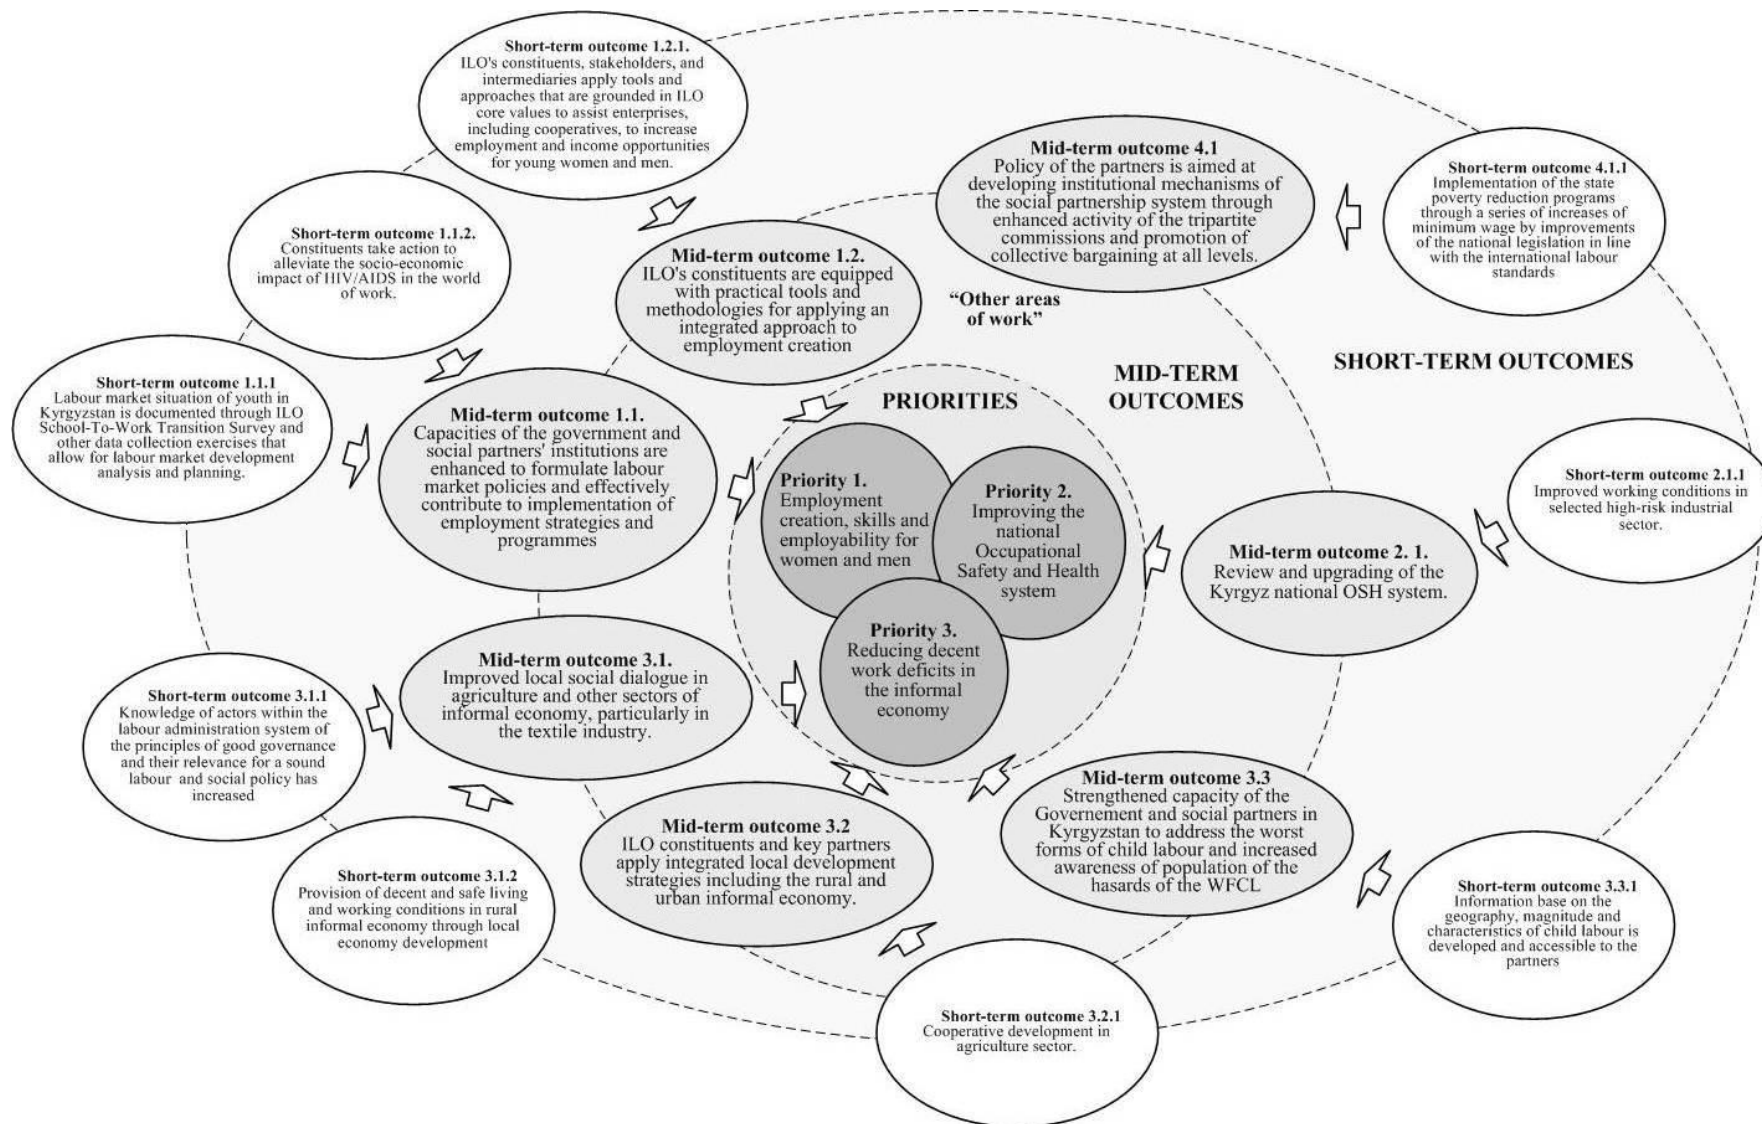 Short-term outcome 1.2.1.
ILO's constituents, stakeholders, and
intermediaries apply tools and
approaches that are grounded in ILO
core values to assist enterprises,
including cooperatives, to increase
employment and income opportunities
for young women and men.
Short-term outcome 1.1.2.
Constituents take action to
alleviate the socio-economic
impact of HIV/AIDS in the world
of work.
Short-term outcome 1.1.1
Labour market situation of youth in
Kyrgyzstan is documented through ILO
School-To-Work Transition Survey and
other data collection exercises that
allow for labour market development
analysis and planning.
Mid-term outcome 1.2.
ILO's constituents are equipped
with practical tools and
methodologies for applying an
integrated approach to
employment creation
Mid-term outcome 4.1
Policy of the partners is aimed at
developing institutional mechanisms of
the social partnership system through
enhanced activity of the tripartite
commissions and promotion of
collective bargaining at all levels.
Short-term outcome 4.1.1
Implementation of the state
poverty reduction programs
through a series of increases of
minimum wage by improvements
of the national legislation in line
with the international labour
standards
“Other areas
of work”
SHORT-TERM OUTCOMES
MID-TERM
OUTCOMES
PRIORITIES
Mid-term outcome 1.1.
Capacities of the government and
social partners' institutions are
enhanced to formulate labour
market policies and effectively
contribute to implementation of
employment strategies and
programmes
Priority 1.
Employment
creation, skills and
employability for
women and men
Priority 2.
Improving the
national
Occupational
Safety and Health
system
Priority 3.
Reducing decent
work deficits in
the informal
economy
Short-term outcome 2.1.1
Improved working conditions in
selected high-risk industrial
sector.
Mid-term outcome 2. 1.
Review and upgrading of the
Kyrgyz national OSH system.
Mid-term outcome 3.1.
Improved local social dialogue in
agriculture and other sectors of
informal economy, particularly in
the textile industry.
Short-term outcome 3.1.1
Knowledge of actors within the
labour administration system of
the principles of good governance
and their relevance for a sound
labour and social policy has
increased
Short-term outcome 3.1.2
Provision of decent and safe living
and working conditions in rural
informal economy through local
economy development
Mid-term outcome 3.2
ILO constituents and key partners
apply integrated local development
strategies including the rural and
urban informal economy.
Mid-term outcome 3.3
Strengthened capacity of the
Governement and social partners in
Kyrgyzstan to address the worst
forms of child labour and increased
awareness of population of the
hasards of the WFCL
Short-term outcome 3.3.1
Information base on the
geography, magnitude and
characteristics of child labour is
developed and accessible to the
partners
Short-term outcome 3.2.1
Cooperative development in
agriculture sector.